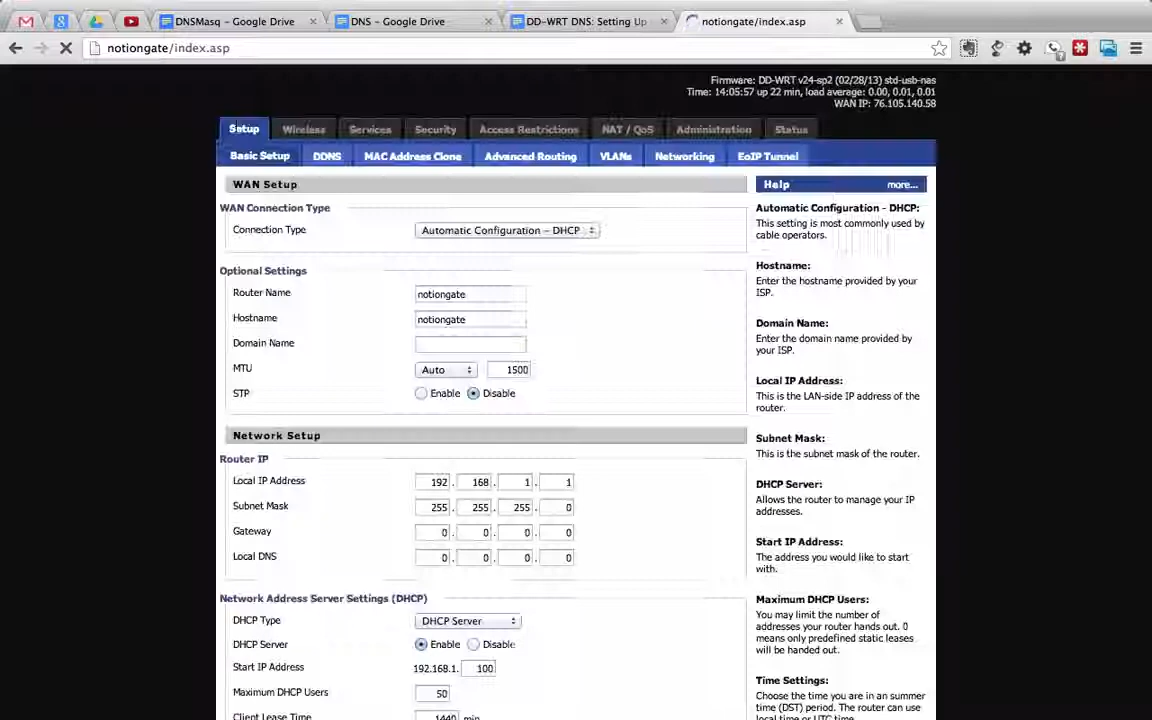 DNSMasq – Google Drive
DNS – Google Drive
DD-WRT DNS: Setting Up
notiongate/index.asp
notiongate/index.asp
Firmware: DD-WRT v24-sp2 (02/28/13) std-usb-nas
Time: 14:05:57 up 22 min, load average: 0.00, 0.01, 0.01
WAN IP: 76.105.140.58
Setup
Wireless
Services
Security
Access Restrictions
NAT / QoS
Administration
Status
Basic Setup
DDNS
MAC Address Clone
Advanced Routing
VLANs
Networking
EoIP Tunnel
WAN Setup
WAN Connection Type
Connection Type
Automatic Configuration – DHCP
Optional Settings
Router Name
notiongate
Hostname
notiongate
Domain Name
MTU
Auto
1500
STP
Enable
Disable
Network Setup
Router IP
Local IP Address
192 . 168 . 1 . 1
Subnet Mask
255 . 255 . 255 . 0
Gateway
0 . 0 . 0 . 0
Local DNS
0 . 0 . 0 . 0
Network Address Server Settings (DHCP)
DHCP Type
DHCP Server
DHCP Server
Enable
Disable
Start IP Address
192.168.1. 100
Maximum DHCP Users
50
Client Lease Time
1440 min
Help
more...
Automatic Configuration - DHCP:
This setting is most commonly used by
cable operators.
Hostname:
Enter the hostname provided by your
ISP.
Domain Name:
Enter the domain name provided by
your ISP.
Local IP Address:
This is the LAN-side IP address of the
router.
Subnet Mask:
This is the subnet mask of the router.
DHCP Server:
Allows the router to manage your IP
addresses.
Start IP Address:
The address you would like to start
with.
Maximum DHCP Users:
You may limit the number of
addresses your router hands out. 0
means only predefined static leases
will be handed out.
Time Settings:
Choose the time you are in an summer
time (DST) period. The router can use
local time or UTC time.